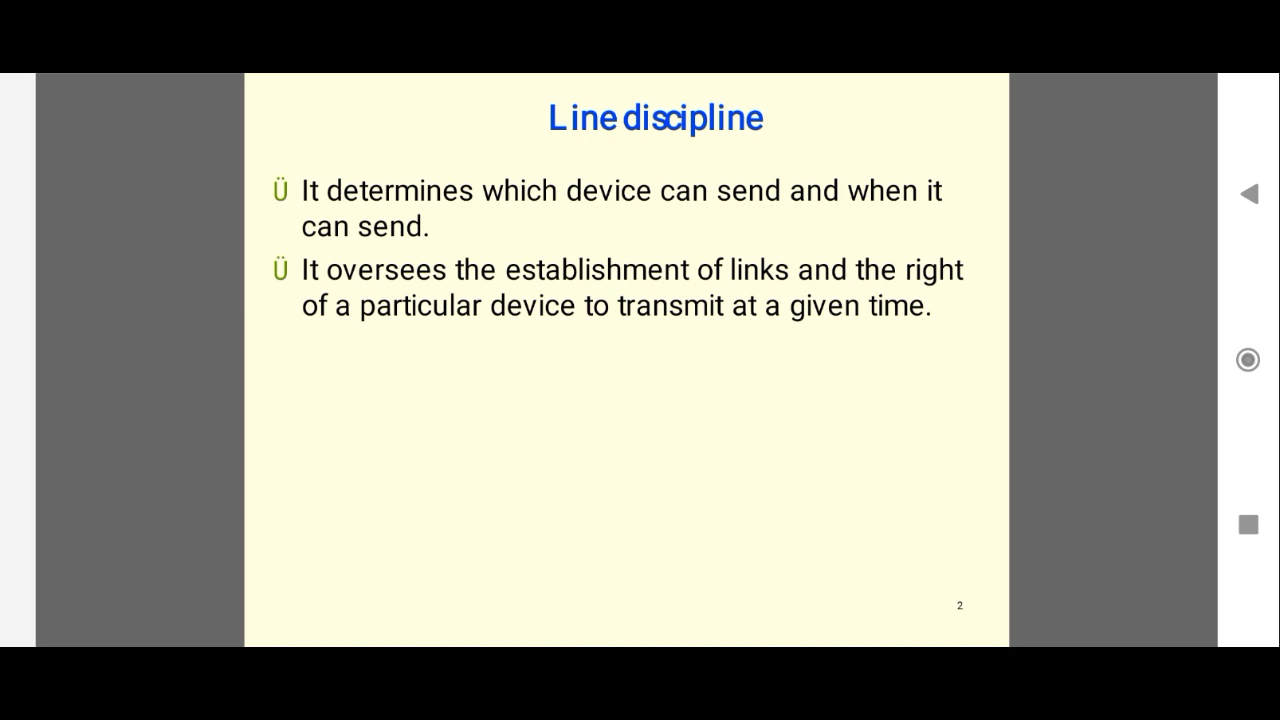 Line discipline
Ü It determines which device can send and when it
can send.
Ü It oversees the establishment of links and the right
of a particular device to transmit at a given time.
2